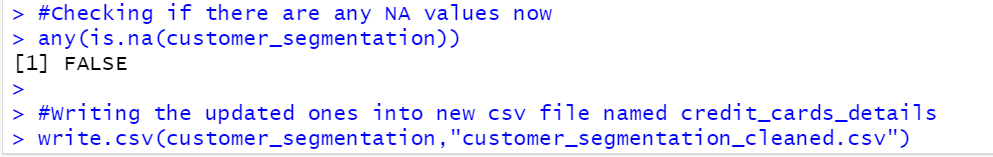 > #Checking if there are any NA values now
> any(is.na(customer_segmentation))
[1] FALSE
>
> #Writing the updated ones into new csv file named credit_cards_details
> write.csv(customer_segmentation,"customer_segmentation_cleaned.csv")